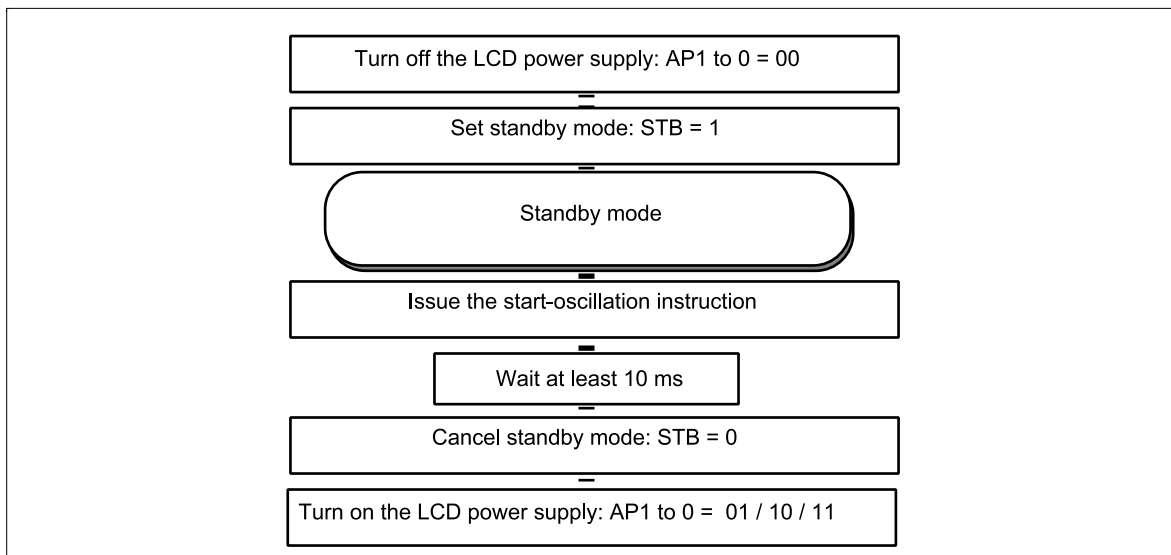 Turn off the LCD power supply: AP1 to 0 = 00
Set standby mode: STB = 1
Standby mode
Issue the start-oscillation instruction
Wait at least 10 ms
Cancel standby mode: STB = 0
Turn on the LCD power supply: AP1 to 0 = 01 / 10 / 11